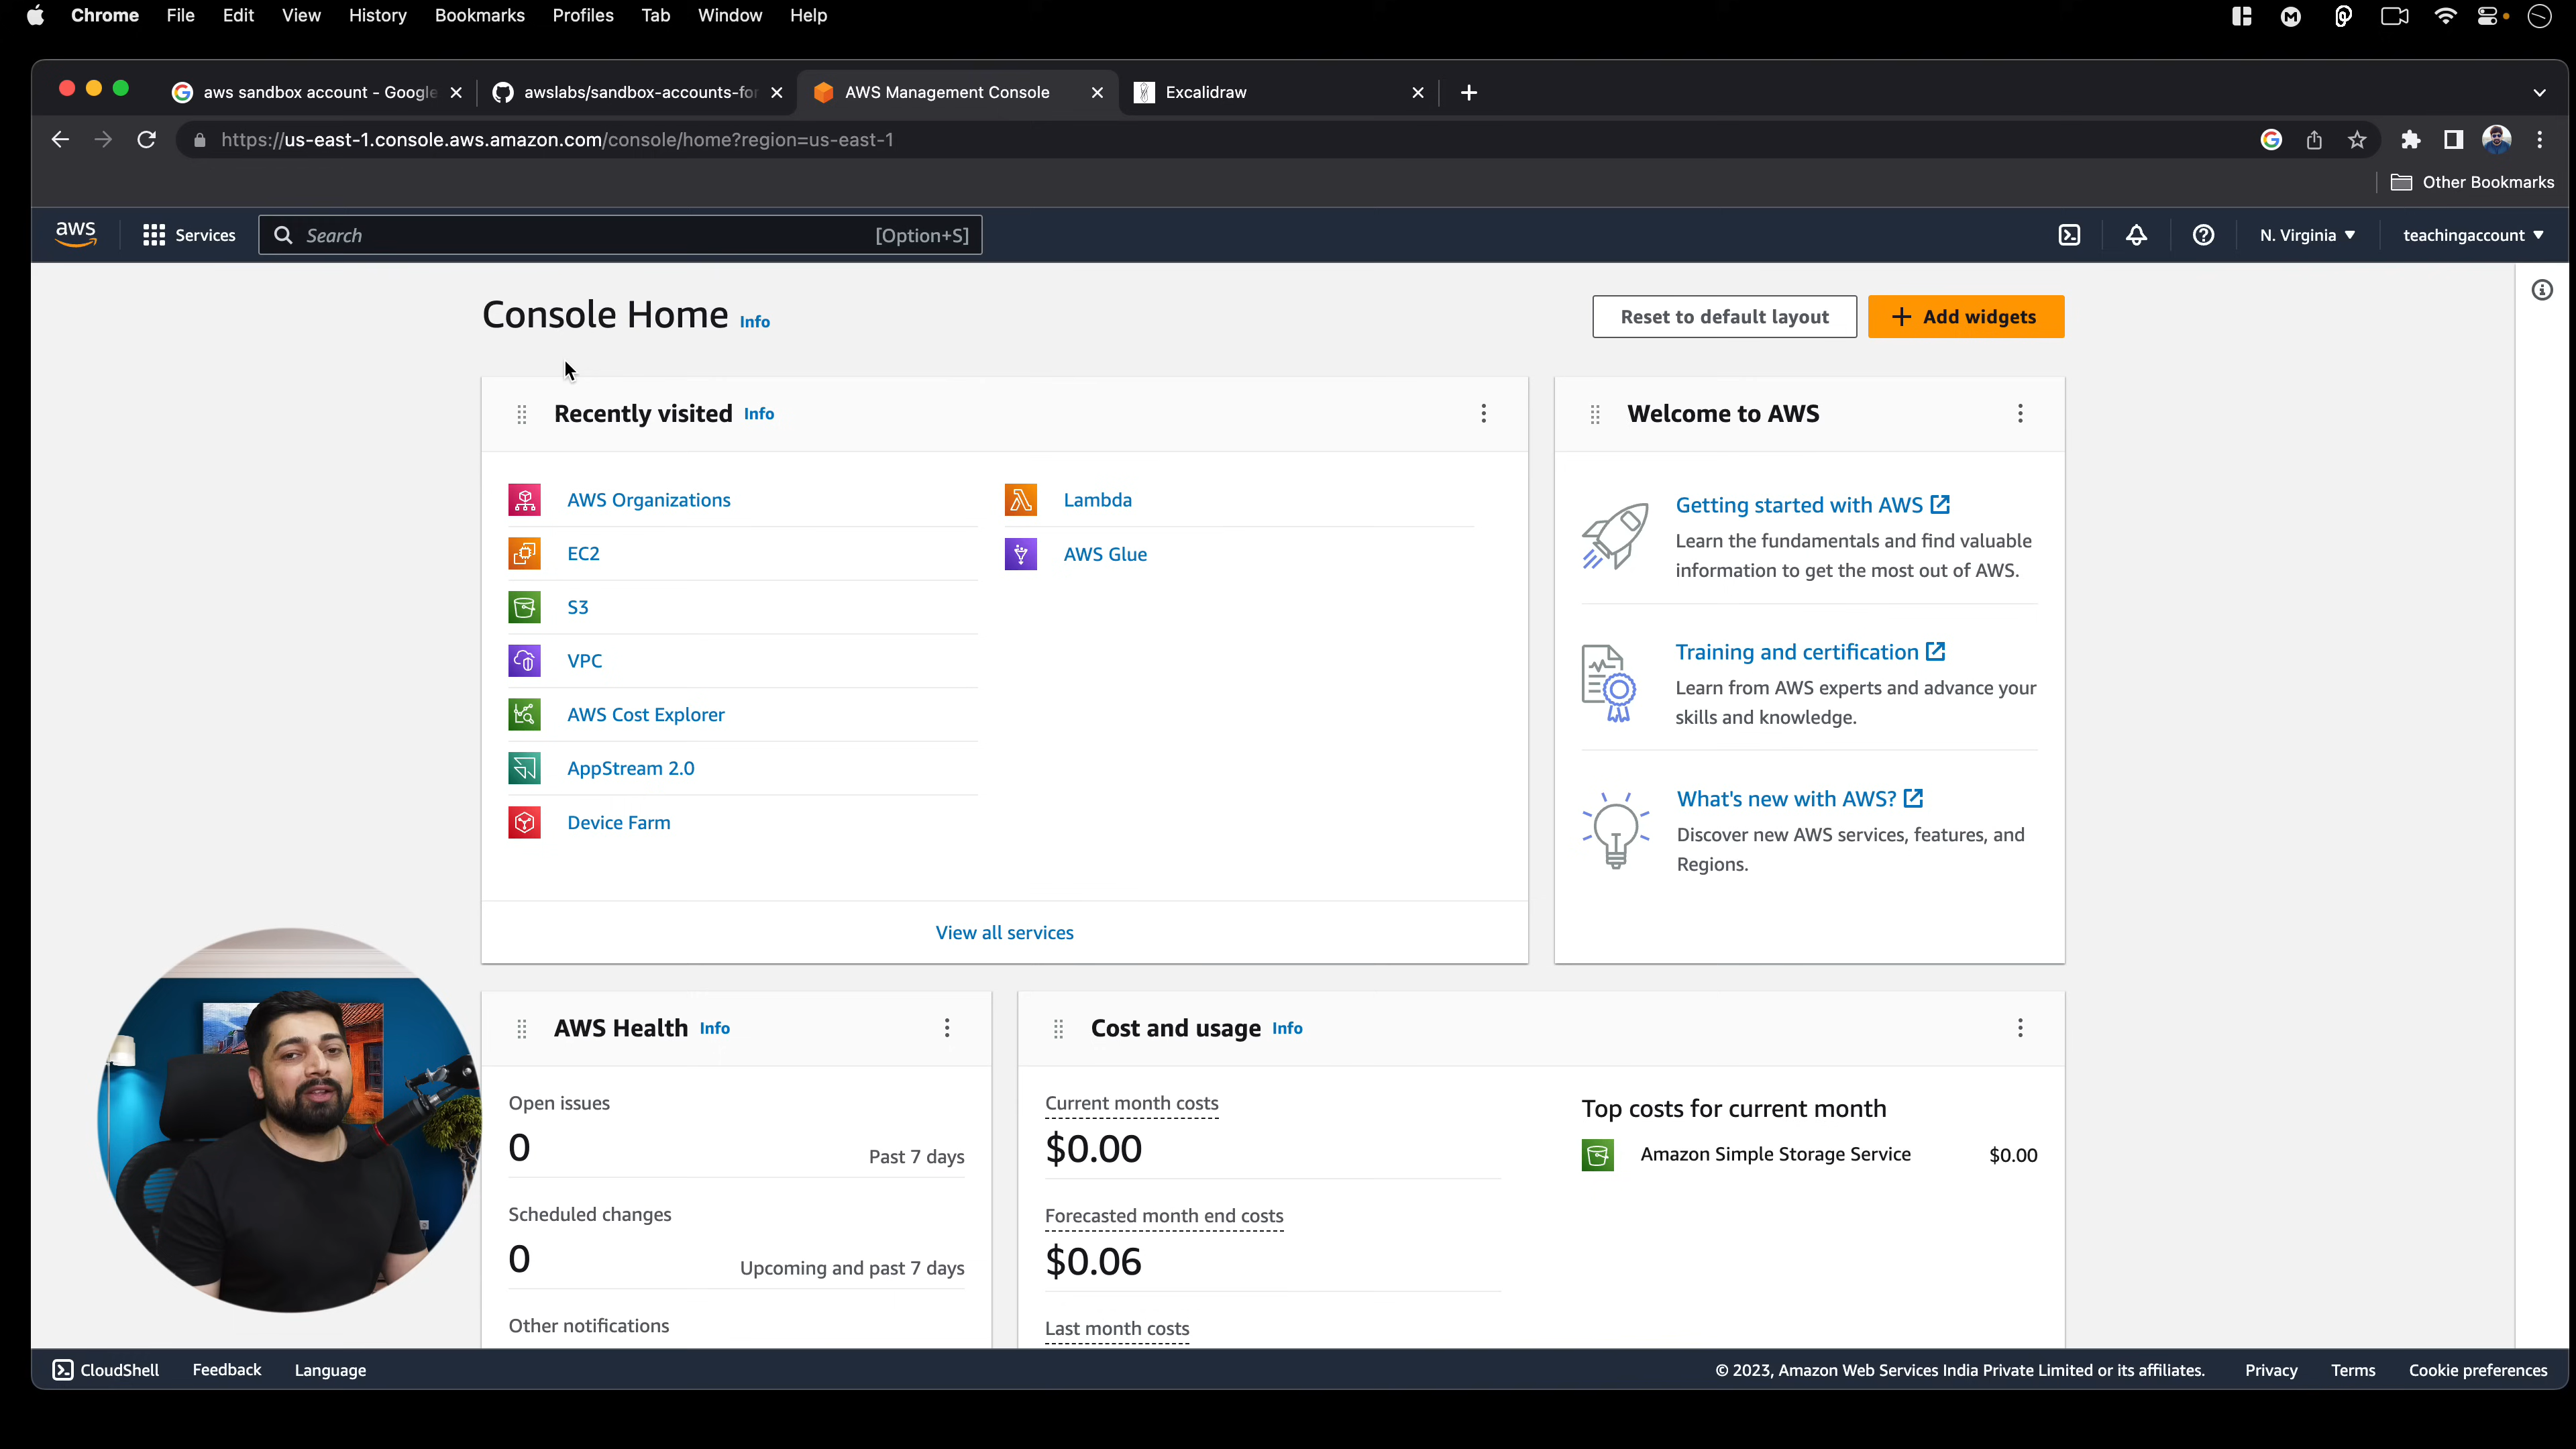 Chrome File Edit View History Bookmarks Profiles Tab Window Help
aws sandbox account - Google
awslabs/sandbox-accounts-for
AWS Management Console
Excalidraw
https://us-east-1.console.aws.amazon.com/console/home?region=us-east-1
Other Bookmarks
aws
Services
Search
[Option+S]
N. Virginia
teachingaccount
Console Home Info
Reset to default layout
Add widgets
Recently visited Info
AWS Organizations
EC2
S3
VPC
AWS Cost Explorer
AppStream 2.0
Device Farm
Lambda
AWS Glue
View all services
Welcome to AWS
Getting started with AWS
Learn the fundamentals and find valuable
information to get the most out of AWS.
Training and certification
Learn from AWS experts and advance your
skills and knowledge.
What's new with AWS?
Discover new AWS services, features, and
Regions.
AWS Health Info
Open issues
0
Past 7 days
Scheduled changes
0
Upcoming and past 7 days
Other notifications
Cost and usage Info
Current month costs
$0.00
Forecasted month end costs
$0.06
Last month costs
Top costs for current month
Amazon Simple Storage Service $0.00
CloudShell Feedback Language
© 2023, Amazon Web Services India Private Limited or its affiliates. Privacy Terms Cookie preferences